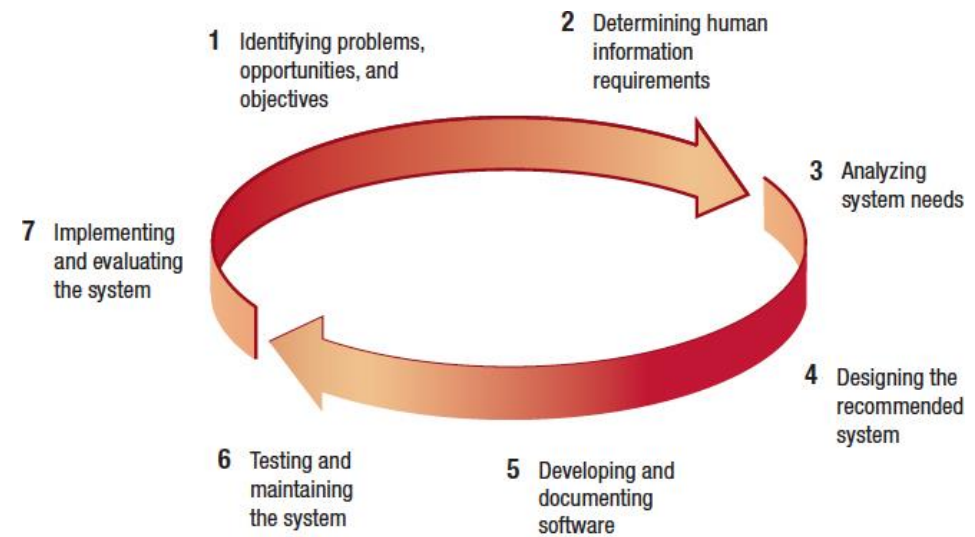 1 Identifying problems,
opportunities, and
objectives
2 Determining human
information
requirements
3 Analyzing
system needs
4 Designing the
recommended
system
5 Developing and
documenting
software
6 Testing and
maintaining
the system
7 Implementing
and evaluating
the system